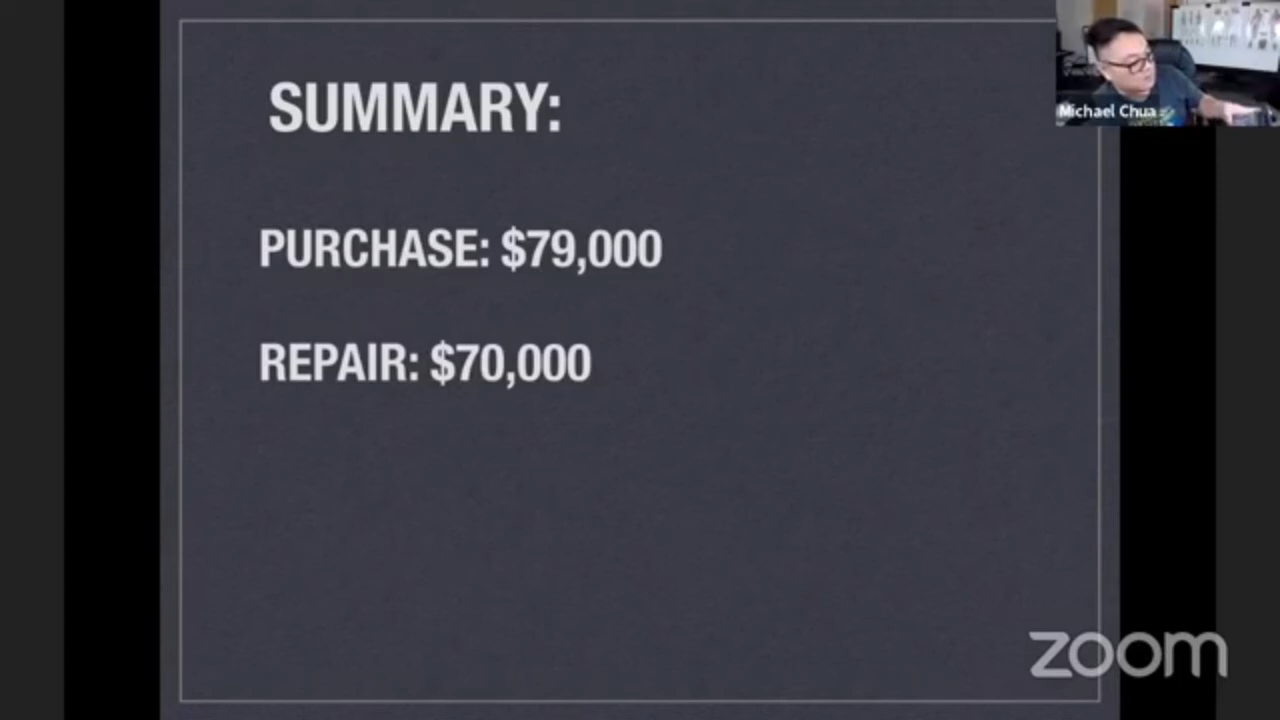 SUMMARY:
Michael Chua
PURCHASE: $79,000
REPAIR: $70,000
zoom